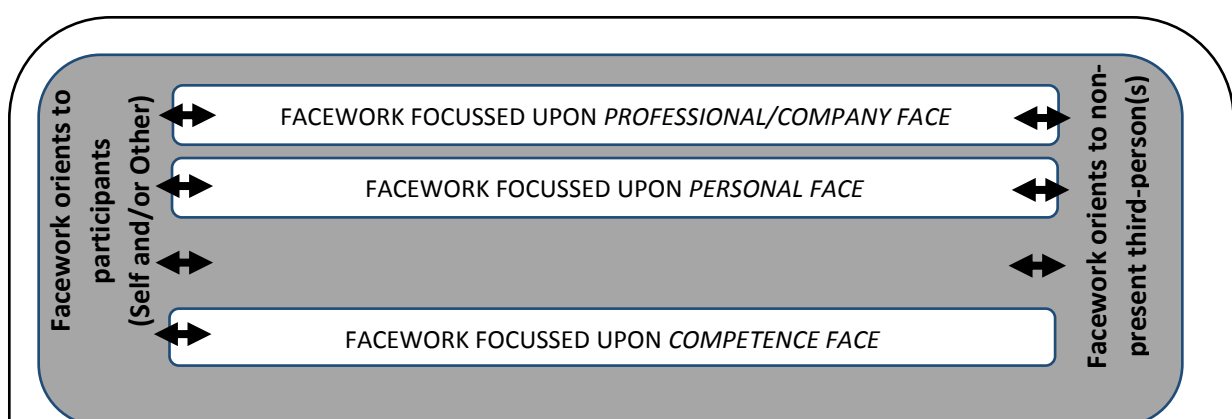 Facework orients to
participants
(Self and/or Other)
FACEWORK FOCUSSED UPON PROFESSIONAL/COMPANY FACE
FACEWORK FOCUSSED UPON PERSONAL FACE
FACEWORK FOCUSSED UPON COMPETENCE FACE
Facework orients to non-
present third-person(s)